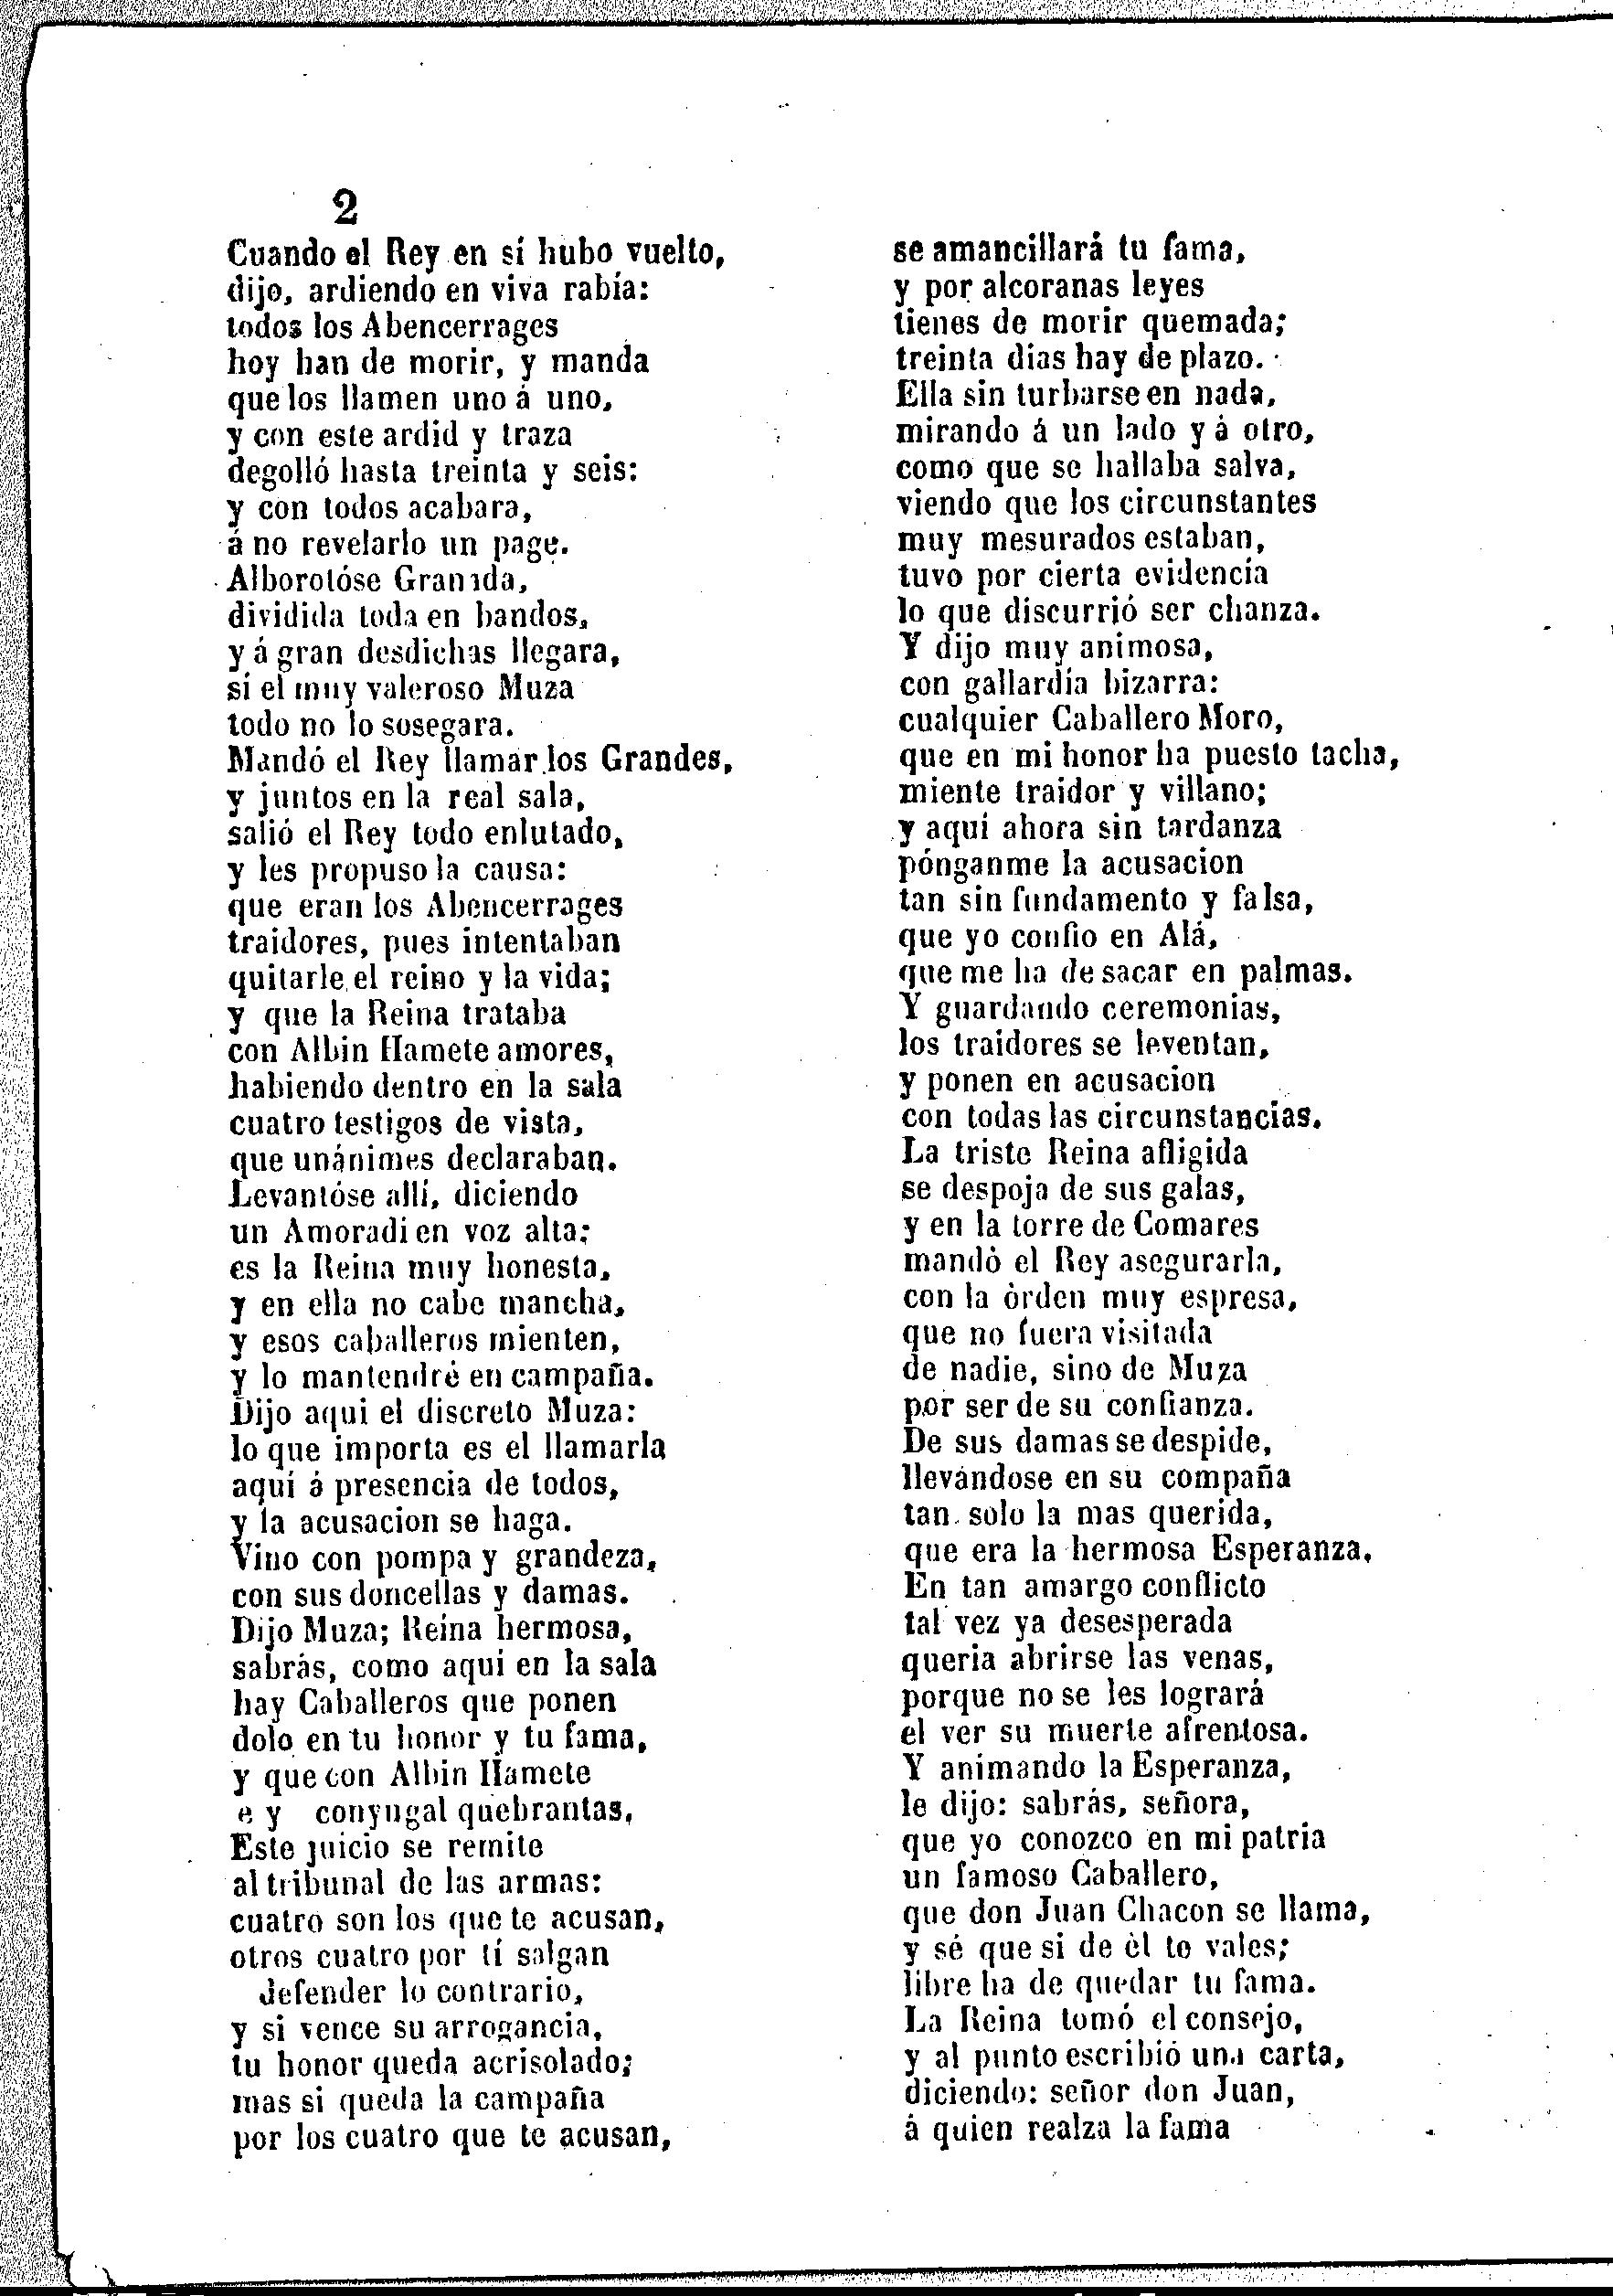 2
Cuando el Rey en sí hubo vuelto,
dijo, ardiendo en viva rabia:
todos los Abencerrages
hoy han de morir, y manda
que los llamen uno á uno,
y con este ardid y traza
degolló hasta treinta y seis:
y con todos acabara,
á no revelarlo un page.
Alborotóse Granada,
dividida toda en bandos,
y á gran desdichas llegara,
si el muy valeroso Muza
todo no lo sosegara.
Mandó el Rey llamar los Grandes,
y juntos en la real sala,
salió el Rey todo enlutado,
y les propuso la causa:
que eran los Abencerrages
traidores, pues intentaban
quitarle el reino y la vida;
y que la Reina trataba
con Albin Hamete amores,
habiendo dentro en la sala
cuatro testigos de vista,
que unánimes declaraban.
Levantóse allí, diciendo
un Amoradi en voz alta;
es la Reina muy honesta,
y en ella no cabe mancha,
y esos caballeros mienten,
y lo mantendré en campaña.
Dijo aqui el discreto Muza:
lo que importa es el llamarla
aquí á presencia de todos,
y la acusacion se haga.
Vino con pompa y grandeza,
con sus doncellas y damas.
Dijo Muza; Reina hermosa,
sabrás, como aqui en la sala
hay Caballeros que ponen
dolo en tu honor y tu fama,
y que con Albin Hamete
e y conyugal quebrantas,
Este juicio se remite
al tribunal de las armas:
cuatro son los que te acusan,
otros cuatro por tí salgan
defender lo contrario,
y si vence su arrogancia,
tu honor queda acrisolado;
mas si queda la campaña
por los cuatro que te acusan,
se amancillará tu fama,
y por alcoranas leyes
tienes de morir quemada;
treinta dias hay de plazo.
Ella sin turbarse en nada,
mirando á un lado y á otro,
como que se hallaba salva,
viendo que los circunstantes
muy mesurados estaban,
tuvo por cierta evidencia
lo que discurrió ser chanza.
Y dijo muy animosa,
con gallardía bizarra:
cualquier Caballero Moro,
que en mi honor ha puesto tacha,
miente traidor y villano;
y aqui ahora sin tardanza
pónganme la acusacion
tan sin fundamento y falsa,
que yo confio en Alá,
que me ha de sacar en palmas.
Y guardando ceremonias,
los traidores se leventan,
y ponen en acusacion
con todas las circunstancias.
La triste Reina afligida
se despoja de sus galas,
y en la torre de Comares
mandó el Rey asegurarla,
con la órden muy espresa,
que no fuera visitada
de nadie, sino de Muza
por ser de su confianza.
De sus damas se despide,
llevándose en su compaña
tan solo la mas querida,
que era la hermosa Esperanza.
En tan amargo conflicto
tal vez ya desesperada
queria abrirse las venas,
porque no se les logrará
el ver su muerte afrentosa.
Y animando la Esperanza,
le dijo: sabrás, señora,
que yo conozco en mi patria
un famoso Caballero,
que don Juan Chacon se llama,
y sé que si de él te vales;
libre ha de quedar tu fama.
La Reina tomó el consejo,
y al punto escribió una carta,
diciendo: señor don Juan,
á quien realza la fama